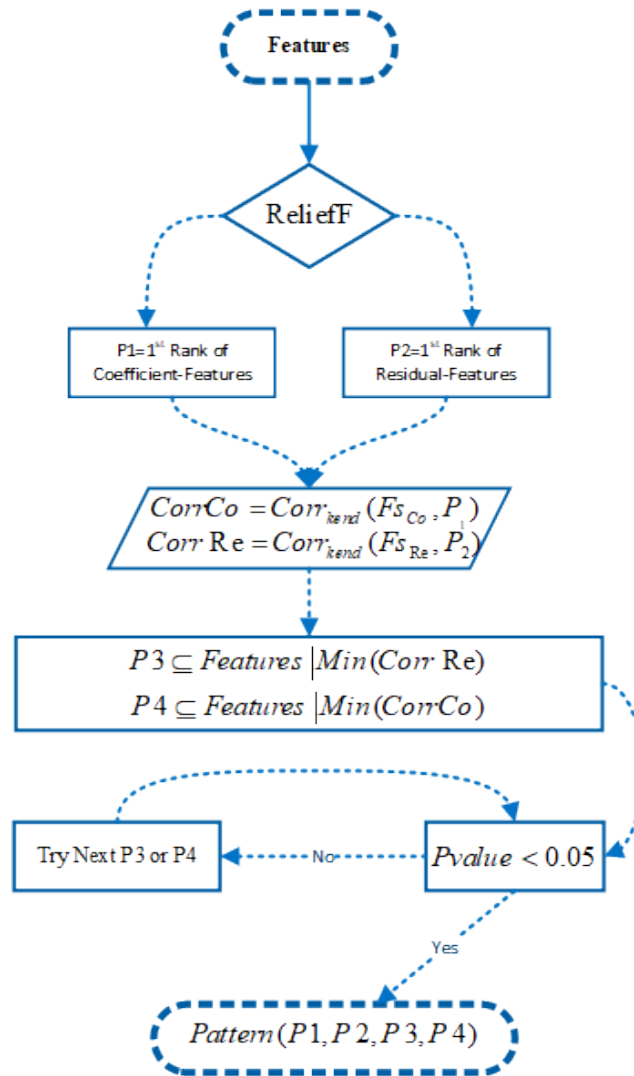 Features
ReliefF
P1=1st Rank of
Coefficient-Features
P2=1st Rank of
Residual-Features
CorrCo = Corr_kend (Fs_Co, P_1)
Corr Re = Corr_kend (Fs_Re, P_2)
P3 ⊆ Features |Min(Corr Re)
P4 ⊆ Features |Min(CorrCo)
Try Next P3 or P4
No
Pvalue < 0.05
Yes
Pattern(P1, P2, P3, P4)